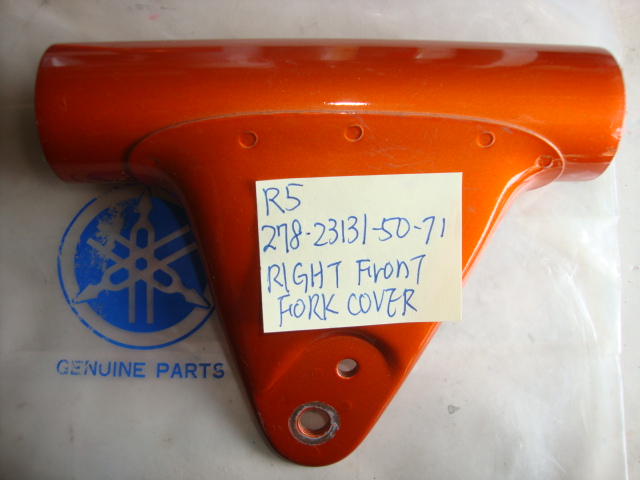 R5
278-23131-50-71
RIGHT Front
FORK COVER
GENUINE PARTS